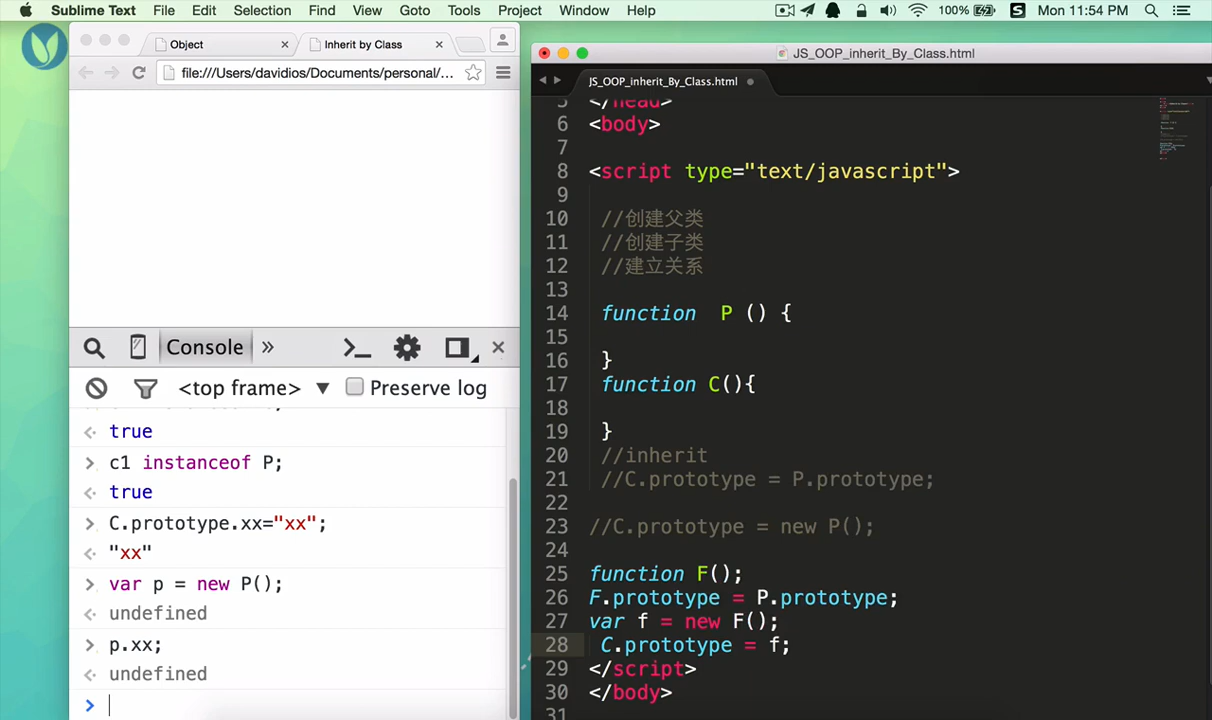 Sublime Text File Edit Selection Find View Goto Tools Project Window Help 100% Mon 11:54 PM
Object
Inherit by Class
file:///Users/davidios/Documents/personal/...
Console »
<top frame> ▼ Preserve log
true
c1 instanceof P;
true
C.prototype.xx="xx";
"xx"
var p = new P();
undefined
p.xx;
undefined
JS_OOP_inherit_By_Class.html
JS_OOP_inherit_By_Class.html
5 </head>
6 <body>
7
8 <script type="text/javascript">
9
10 //创建父类
11 //创建子类
12 //建立关系
13
14 function P () {
15
16 }
17 function C(){
18
19 }
20 //inherit
21 //C.prototype = P.prototype;
22
23 //C.prototype = new P();
24
25 function F();
26 F.prototype = P.prototype;
27 var f = new F();
28 C.prototype = f;
29 </script>
30 </body>
31